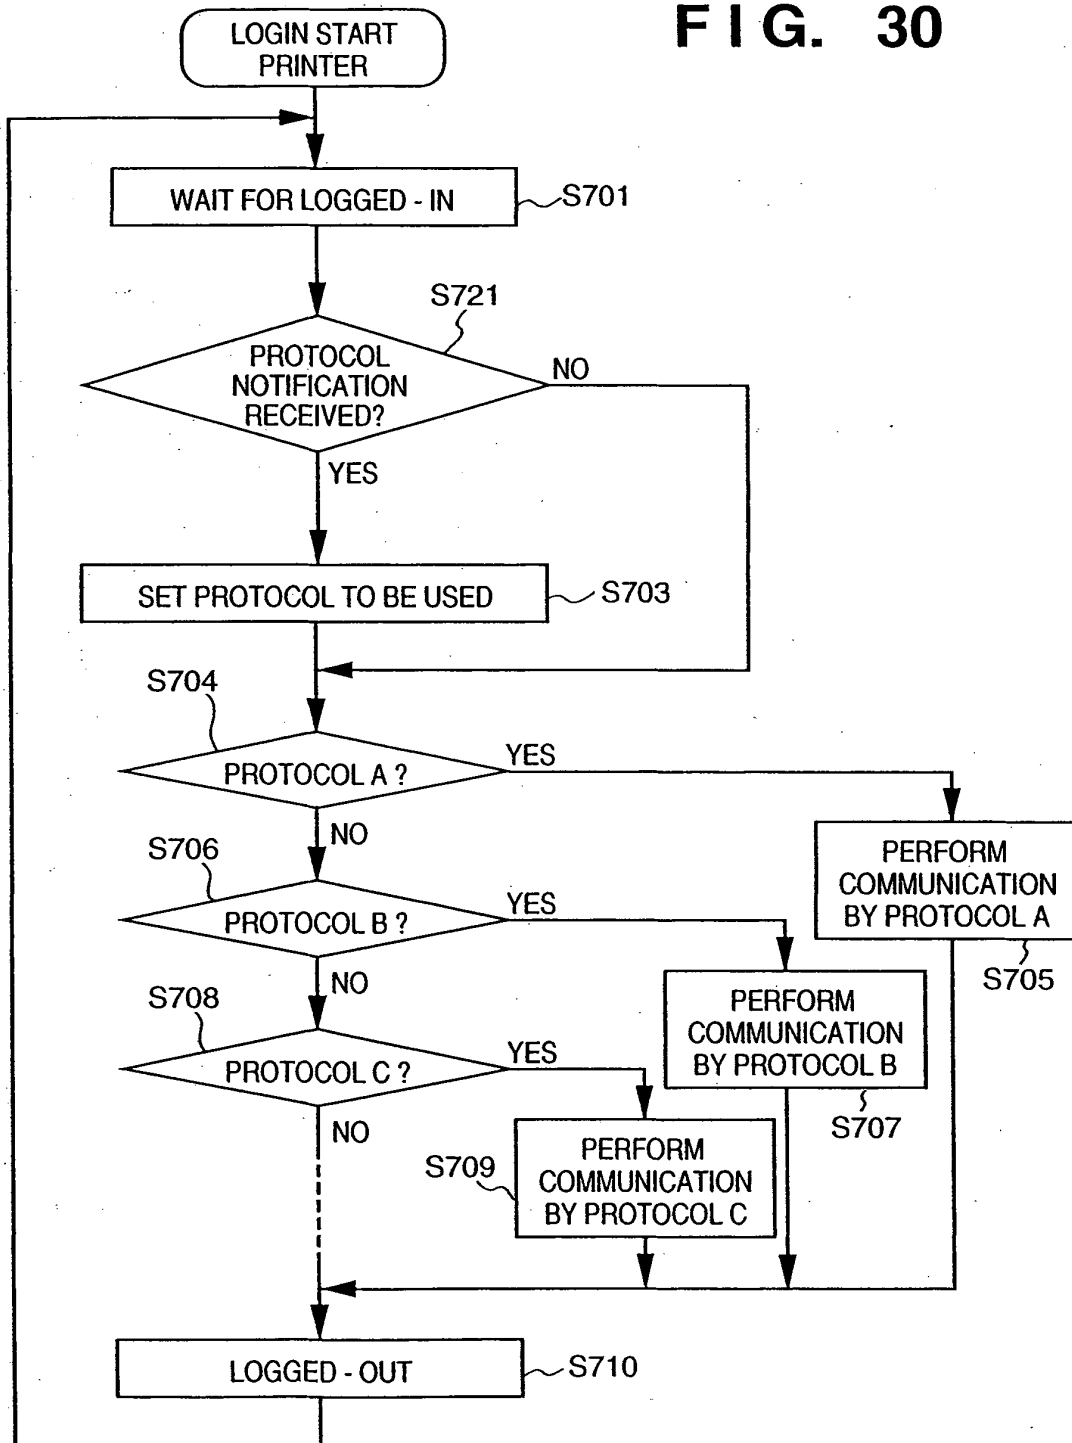 FIG. 30
LOGIN START
PRINTER
WAIT FOR LOGGED - IN
S701
S721
PROTOCOL
NOTIFICATION
RECEIVED?
NO
YES
SET PROTOCOL TO BE USED
S703
S704
PROTOCOL A ?
YES
NO
PERFORM
COMMUNICATION
BY PROTOCOL A
S705
S706
PROTOCOL B ?
YES
NO
PERFORM
COMMUNICATION
BY PROTOCOL B
S707
S708
PROTOCOL C ?
YES
NO
PERFORM
COMMUNICATION
BY PROTOCOL C
S709
LOGGED - OUT
S710